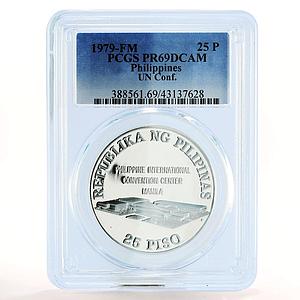 1979-FM 25 P
PCGS PR69DCAM
Philippines
UN Conf.
388561.69/43137628
REPUBLIKA NG PILIPINAS
PHILIPPINE INTERNATIONAL
CONVENTION CENTER
MANILA
25 PISO